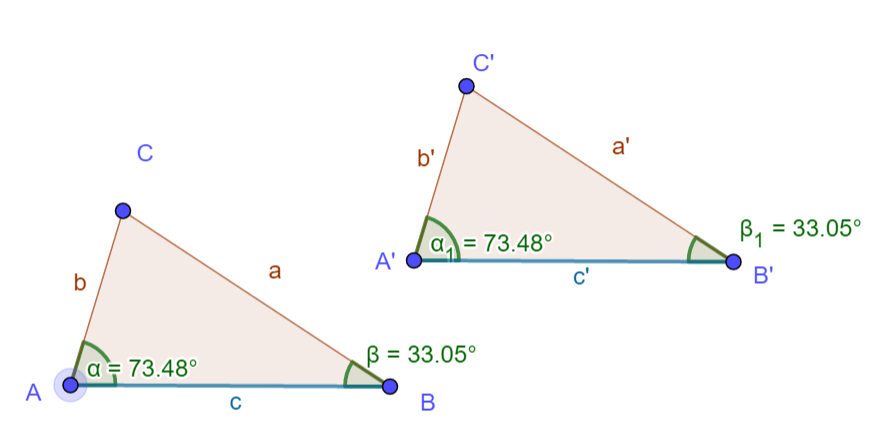 C'
a'
b'
C
β₁ = 33.05°
α₁ = 73.48°
A'
B'
c'
a
b
β = 33.05°
α = 73.48°
A
B
c